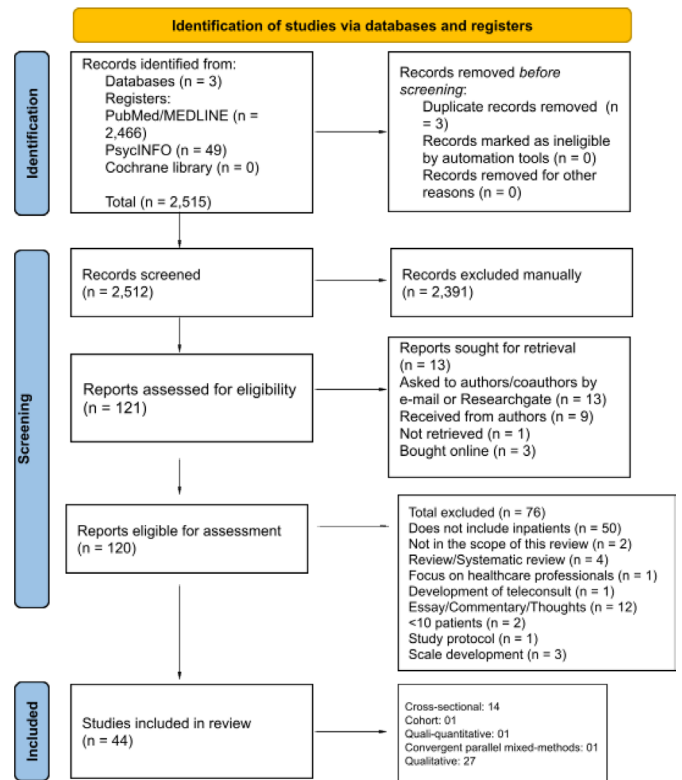 Identification of studies via databases and registers
Identification
Records identified from:
Databases (n = 3)
Registers:
PubMed/MEDLINE (n =
2,466)
PsycINFO (n = 49)
Cochrane library (n = 0)
Total (n = 2,515)
Records removed before
screening:
Duplicate records removed (n
= 3)
Records marked as ineligible
by automation tools (n = 0)
Records removed for other
reasons (n = 0)
Screening
Records screened
(n = 2,512)
Records excluded manually
(n = 2,391)
Reports assessed for eligibility
(n = 121)
Reports sought for retrieval
(n = 13)
Asked to authors/coauthors by
e-mail or Researchgate (n = 13)
Received from authors (n = 9)
Not retrieved (n = 1)
Bought online (n = 3)
Reports eligible for assessment
(n = 120)
Total excluded (n = 76)
Does not include inpatients (n = 50)
Not in the scope of this review (n = 2)
Review/Systematic review (n = 4)
Focus on healthcare professionals (n = 1)
Development of teleconsult (n = 1)
Essay/Commentary/Thoughts (n = 12)
<10 patients (n = 2)
Study protocol (n = 1)
Scale development (n = 3)
Included
Studies included in review
(n = 44)
Cross-sectional: 14
Cohort: 01
Quali-quantitative: 01
Convergent parallel mixed-methods: 01
Qualitative: 27